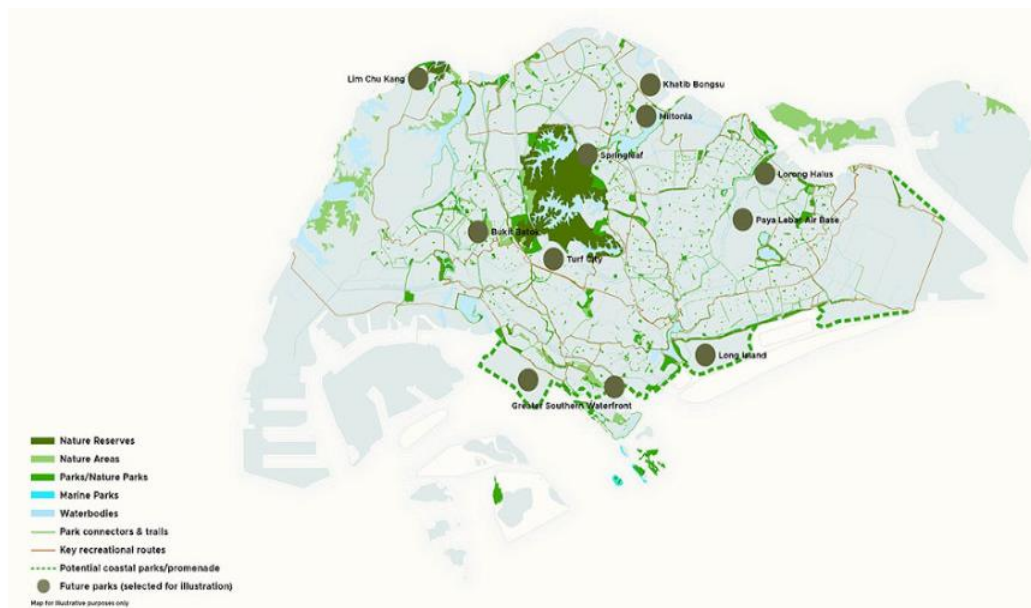 Lim Chu Kang
Khatib Bongsu
Miltonia
Springleaf
Lorong Halus
Paya Lebar Air Base
Bukit Batok
Turf City
Long Island
Greater Southern Waterfront
Nature Reserves
Nature Areas
Parks/Nature Parks
Marine Parks
Waterbodies
Park connectors & trails
Key recreational routes
Potential coastal parks/promenade
Future parks (selected for illustration)
Map for illustrative purposes only